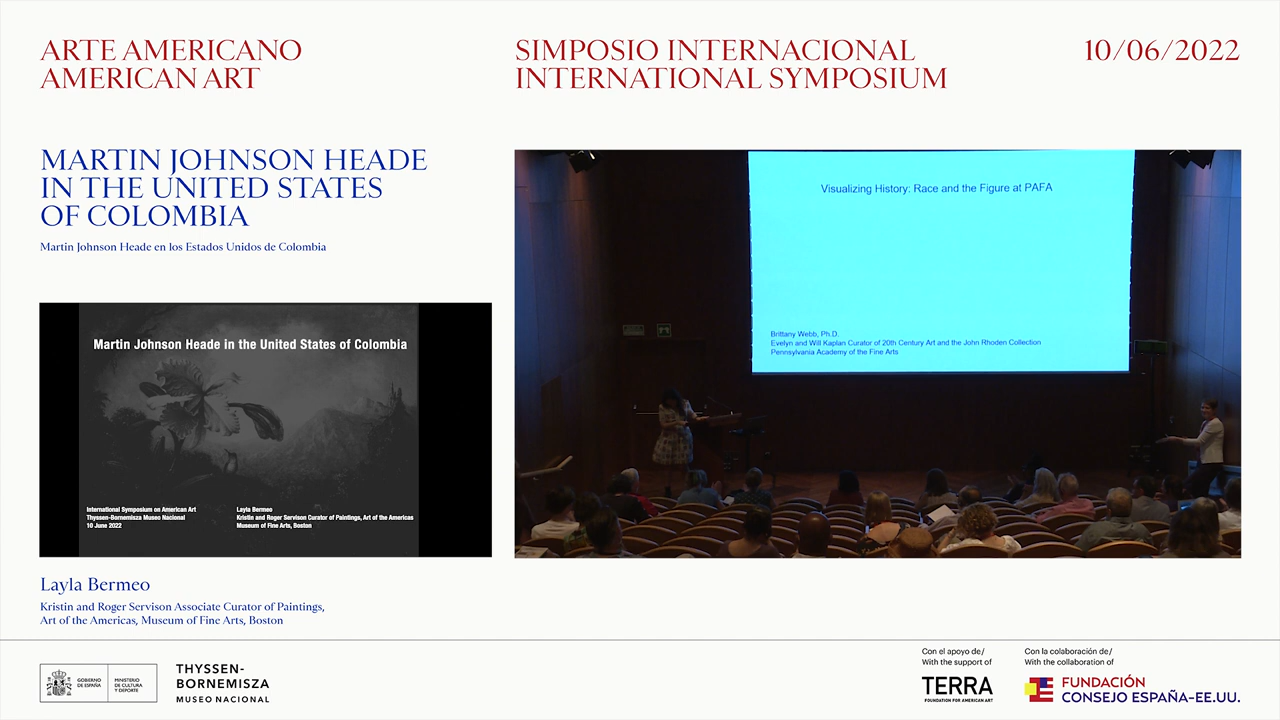 ARTE AMERICANO
AMERICAN ART
SIMPOSIO INTERNACIONAL
INTERNATIONAL SYMPOSIUM
10/06/2022
MARTIN JOHNSON HEADE
IN THE UNITED STATES
OF COLOMBIA
Martin Johnson Heade en los Estados Unidos de Colombia
Martin Johnson Heade in the United States of Colombia
International Symposium on American Art
Thyssen-Bornemisza Museo Nacional
10 June 2022
Layla Bermeo
Kristin and Roger Servison Curator of Paintings, Art of the Americas
Museum of Fine Arts, Boston
Visualizing History: Race and the Figure at PAFA
Brittany Webb, Ph.D.
Evelyn and Will Kaplan Curator of 20th Century Art and the John Rhoden Collection
Pennsylvania Academy of the Fine Arts
Layla Bermeo
Kristin and Roger Servison Associate Curator of Paintings,
Art of the Americas, Museum of Fine Arts, Boston
GOBIERNO
DE ESPAÑA
MINISTERIO
DE CULTURA
Y DEPORTE
THYSSEN-
BORNEMISZA
MUSEO NACIONAL
Con el apoyo de/
With the support of
TERRA
FOUNDATION FOR AMERICAN ART
Con la colaboración de/
With the collaboration of
FUNDACIÓN
CONSEJO ESPAÑA-EE.UU.